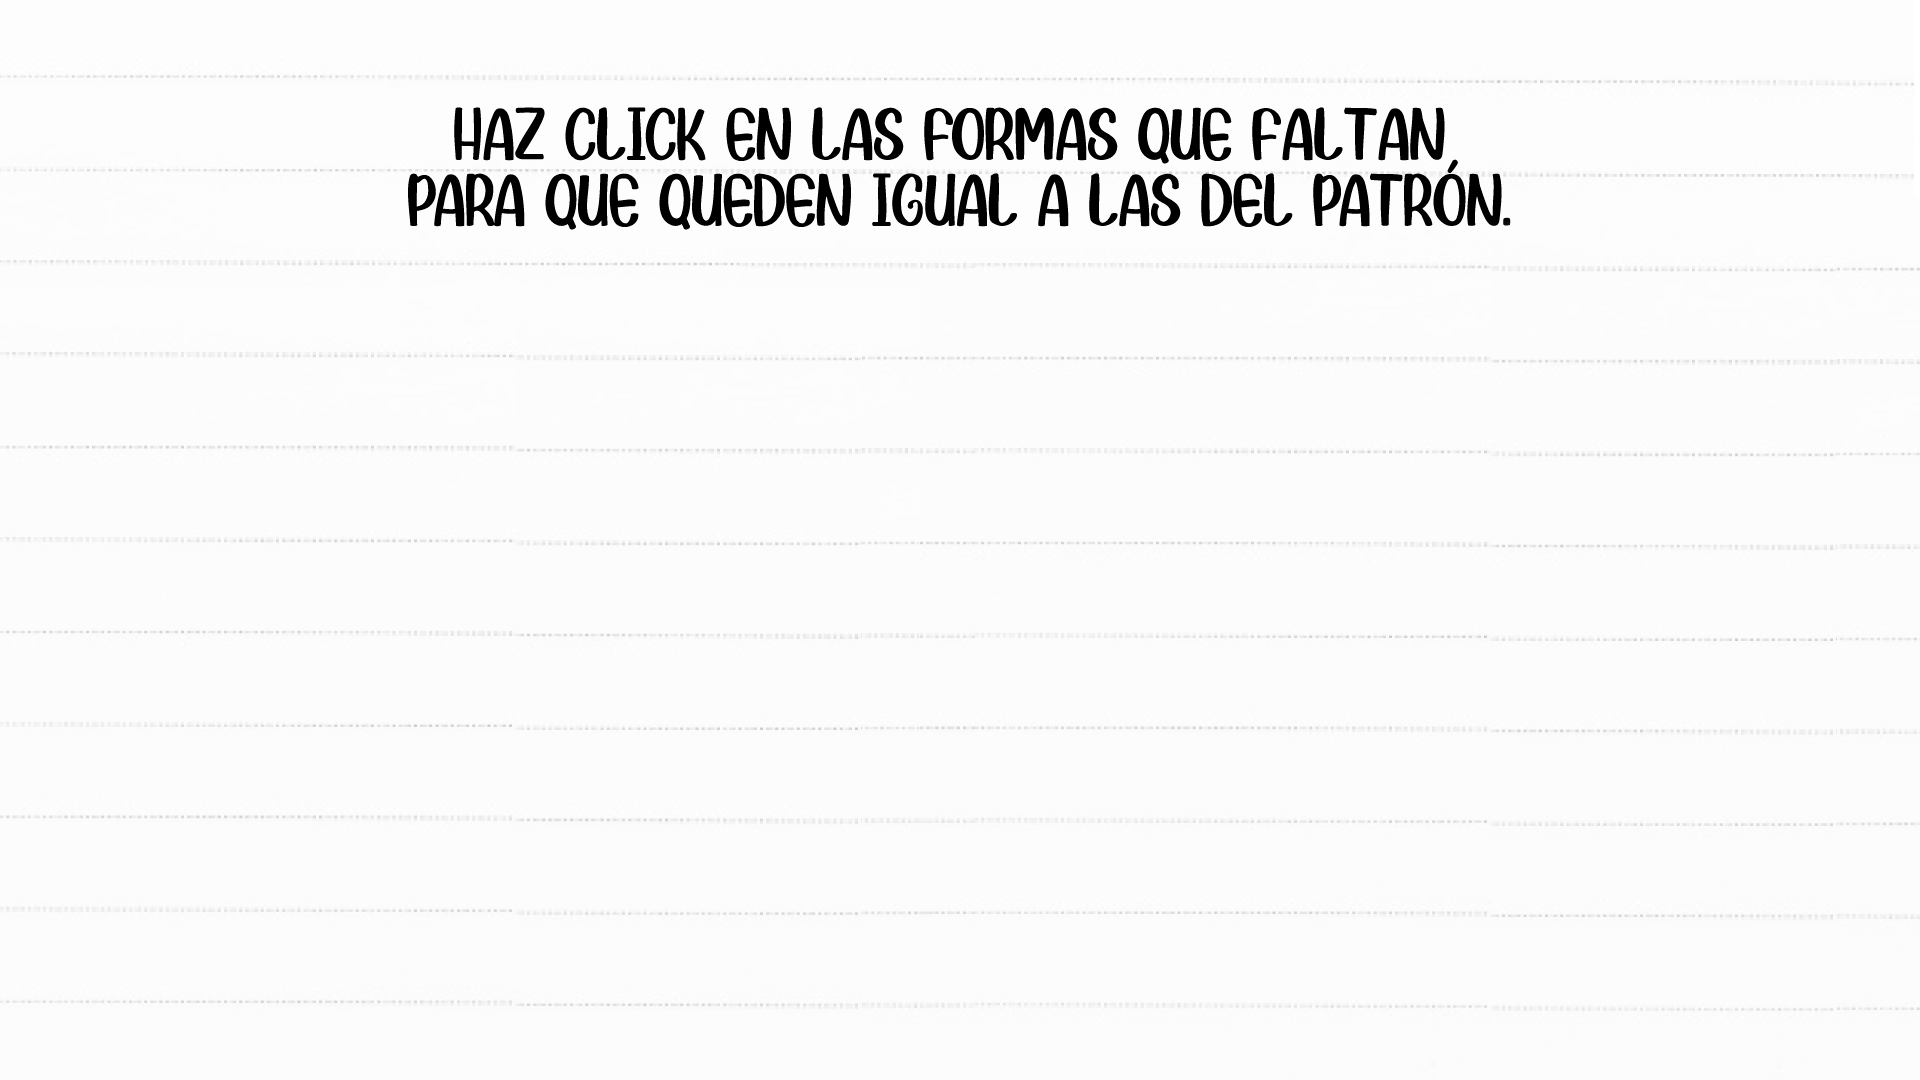 HAZ CLICK EN LAS FORMAS QUE FALTAN
PARA QUE QUEDEN IGUAL A LAS DEL PATRÓN.